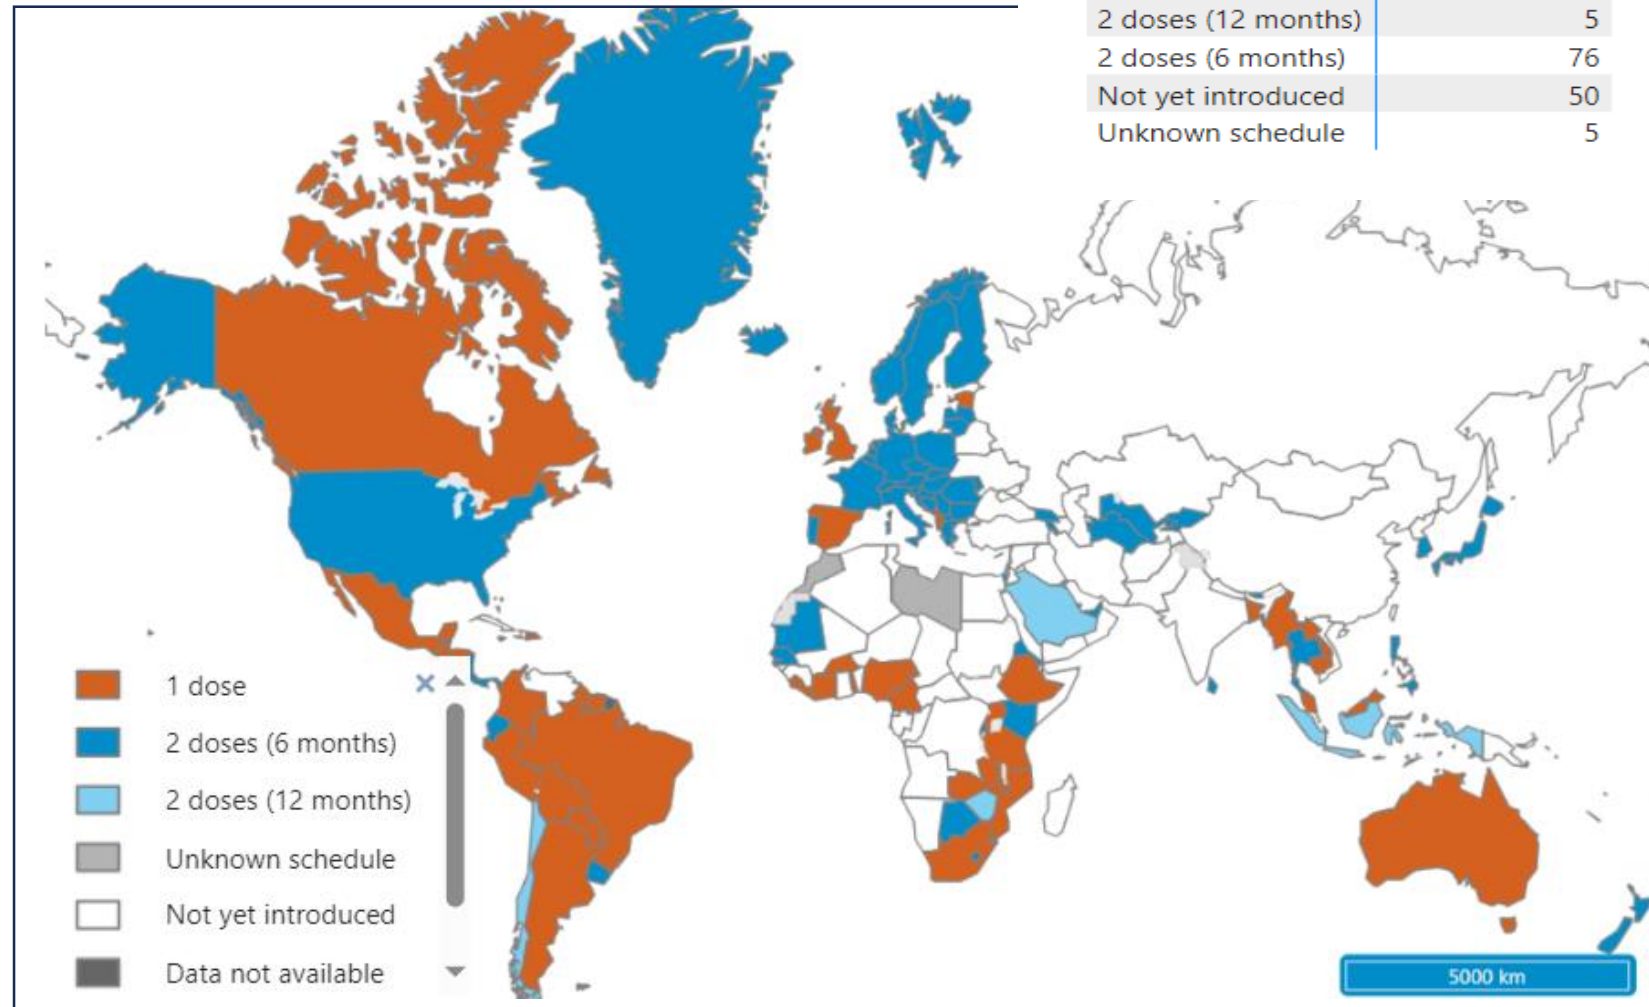 2 doses (12 months) 5
2 doses (6 months) 76
Not yet introduced 50
Unknown schedule 5
1 dose
2 doses (6 months)
2 doses (12 months)
Unknown schedule
Not yet introduced
Data not available
5000 km